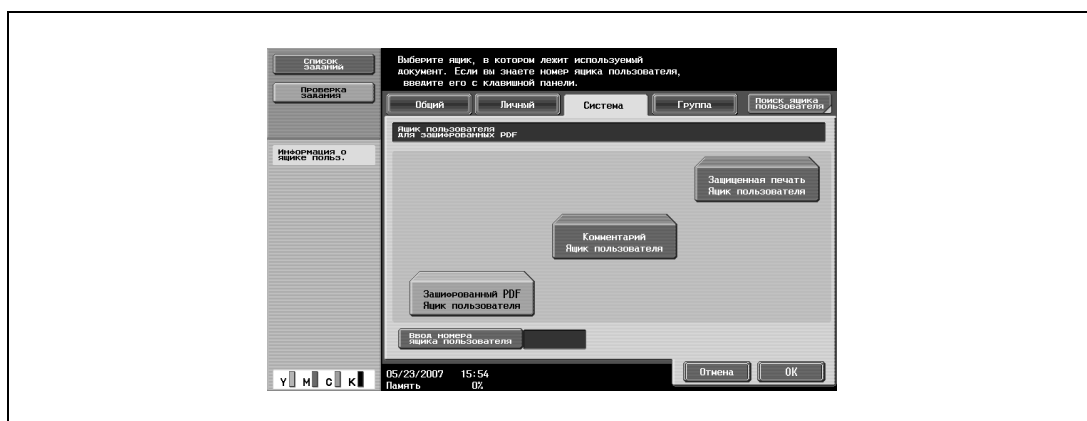 Список
заданий
Проверка
задания
Информация о
ящике польз.
Выберите ящик, в котором лежит используемый
документ. Если вы знаете номер ящика пользователя,
введите его с клавишной панели.
Общий Личный Система Группа Поиск ящика
пользователя
Ящик пользователя
для зашифрованных PDF
Защищенная печать
Ящик пользователя
Комментарий
Ящик пользователя
Зашифрованный PDF
Ящик пользователя
Ввод номера
ящика пользователя
Отмена OK
Y M C K
05/23/2007 15:54
Память 0%